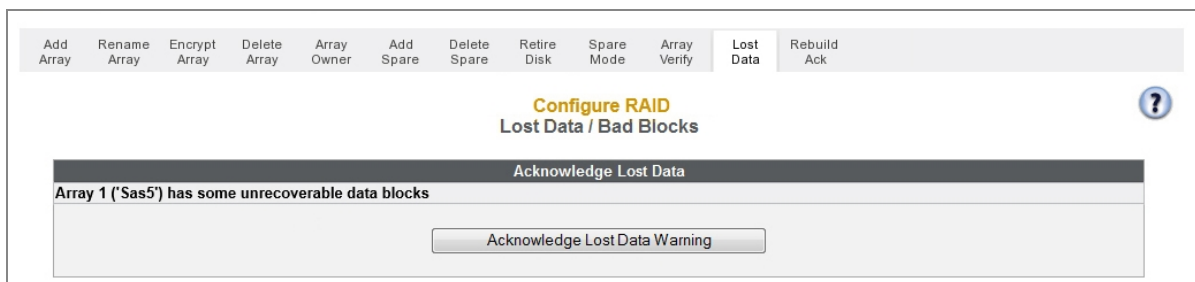 Add Rename Encrypt Delete Array Add Delete Retire Spare Array Lost Rebuild
Array Array Array Array Owner Spare Spare Disk Mode Verify Data Ack
Configure RAID
?
Lost Data / Bad Blocks
Acknowledge Lost Data
Array 1 ('Sas5') has some unrecoverable data blocks
Acknowledge Lost Data Warning